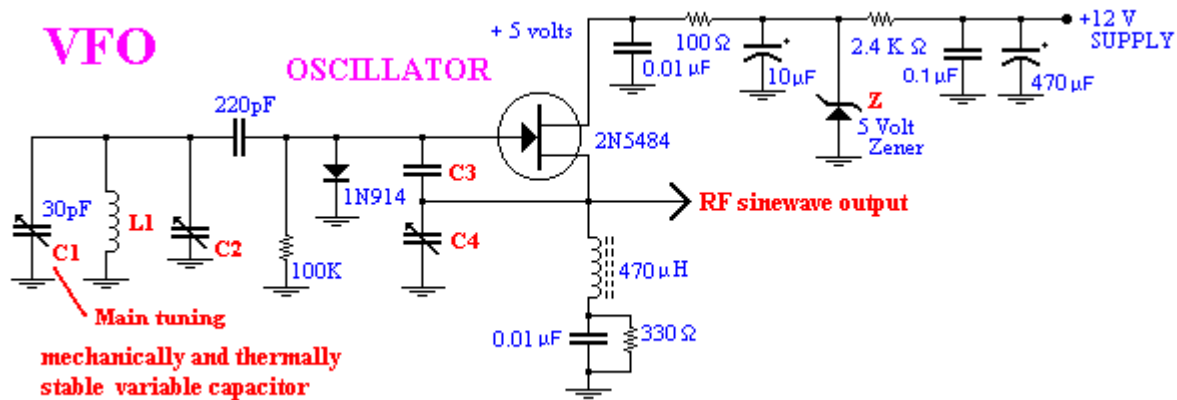 VFO
OSCILLATOR
+ 5 volts
100 Ω
2.4 K Ω
+12 V
SUPPLY
0.01 µF
+
10µF
Z
5 Volt
Zener
0.1 µF
+
470 µF
220pF
2N5484
1N914
C3
30pF
C1
L1
C2
100K
C4
RF sinewave output
470 µH
0.01 µF
330 Ω
Main tuning
mechanically and thermally
stable variable capacitor